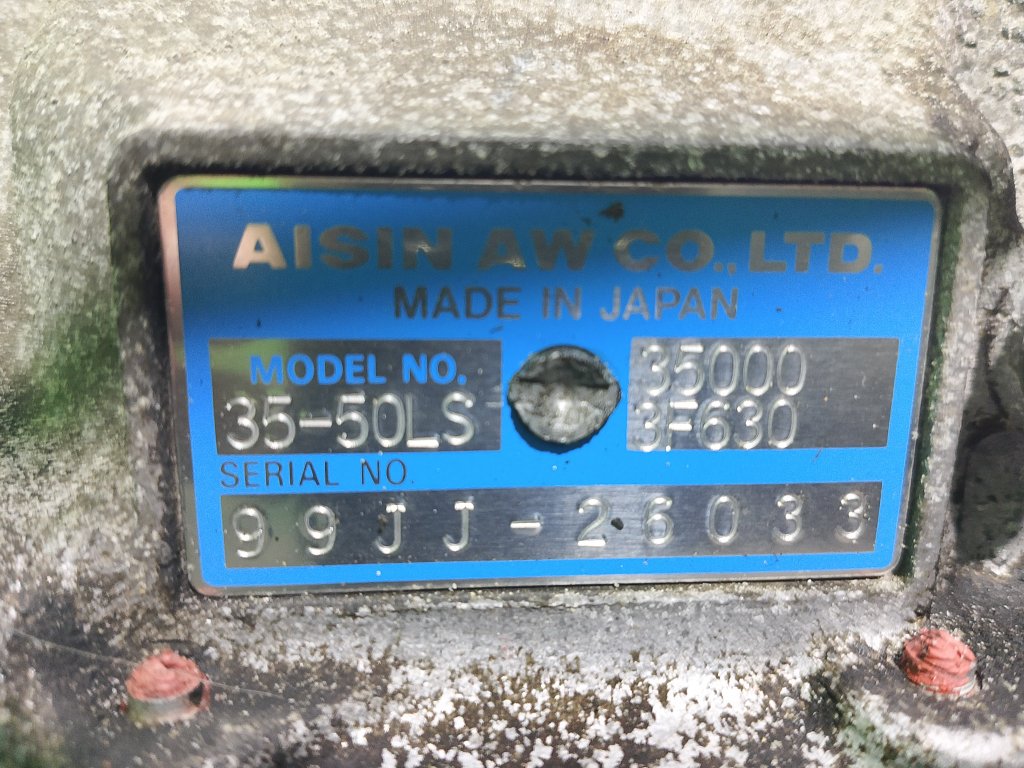 AISIN AW CO., LTD.
MADE IN JAPAN
MODEL NO.
35-50LS
35000
3F630
SERIAL NO.
99JJ-26033